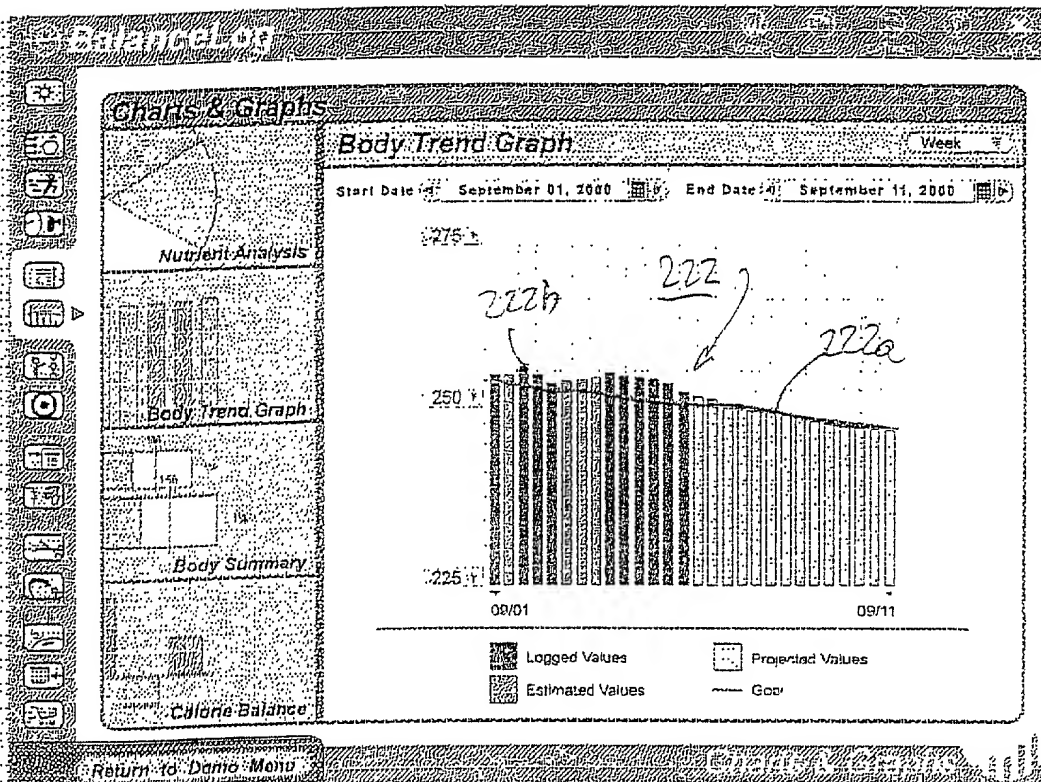 BalanceLog
Charts & Graphs
Body Trend Graph
Week
Start Date
September 01, 2000
End Date
September 11, 2000
Nutrient Analysis
Body Trend Graph
Body Summary
Calorie Balance
275
222
222b
222a
250
225
09/01
09/11
Logged Values
Projected Values
Estimated Values
Goal
Return to Demo Menu
Charts & Graphs